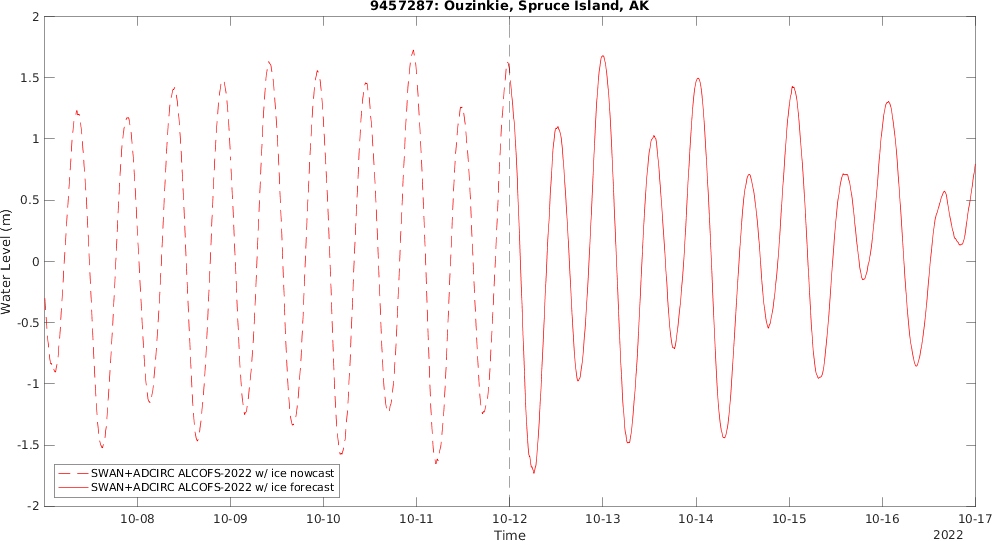 9457287: Ouzinkie, Spruce Island, AK
2
1.5
1
0.5
0
-0.5
-1
-1.5
-2
Water Level (m)
SWAN+ADCIRC ALCOFS-2022 w/ ice nowcast
SWAN+ADCIRC ALCOFS-2022 w/ ice forecast
10-08 10-09 10-10 10-11 10-12 10-13 10-14 10-15 10-16 10-17
Time
2022